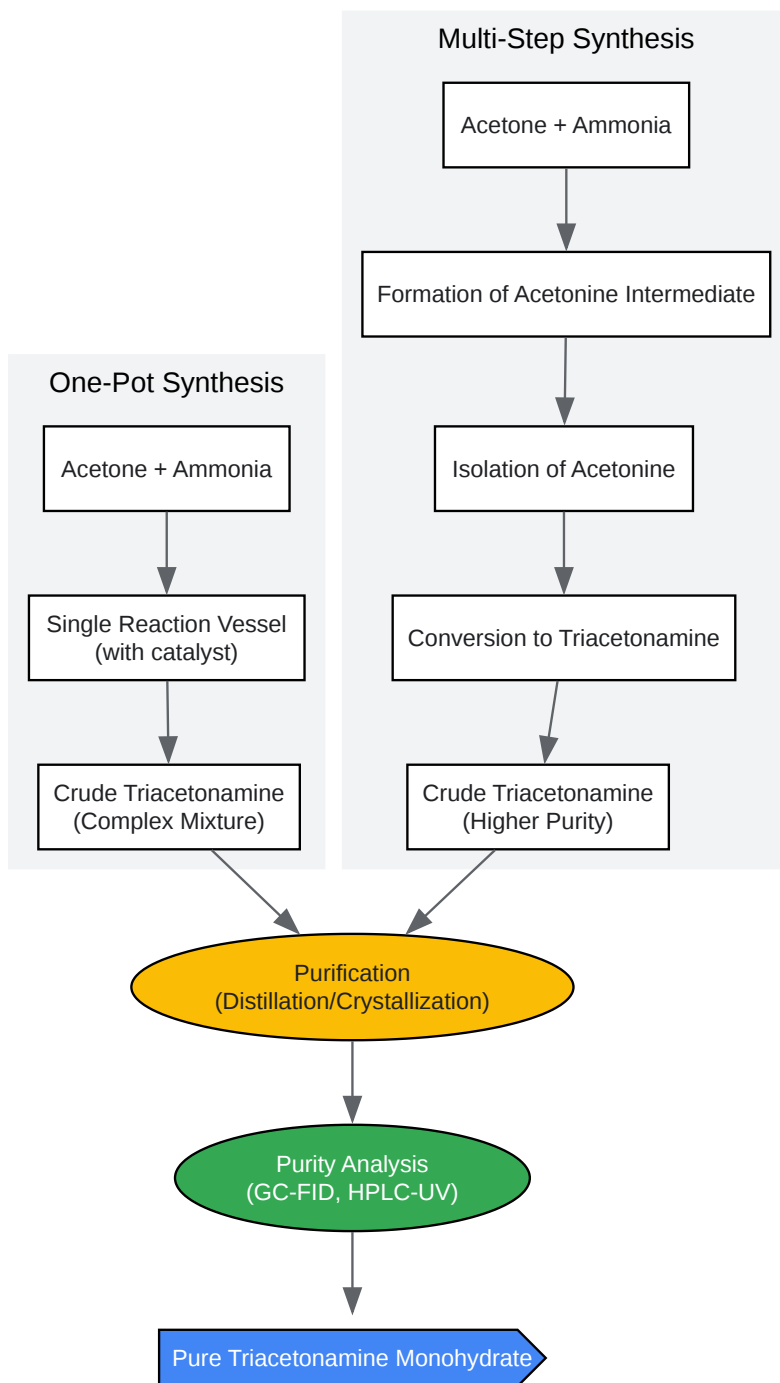 Multi-Step Synthesis
Acetone + Ammonia
Formation of Acetonine Intermediate
Isolation of Acetonine
Conversion to Triacetonamine
Crude Triacetonamine
(Higher Purity)
One-Pot Synthesis
Acetone + Ammonia
Single Reaction Vessel
(with catalyst)
Crude Triacetonamine
(Complex Mixture)
Purification
(Distillation/Crystallization)
Purity Analysis
(GC-FID, HPLC-UV)
Pure Triacetonamine Monohydrate